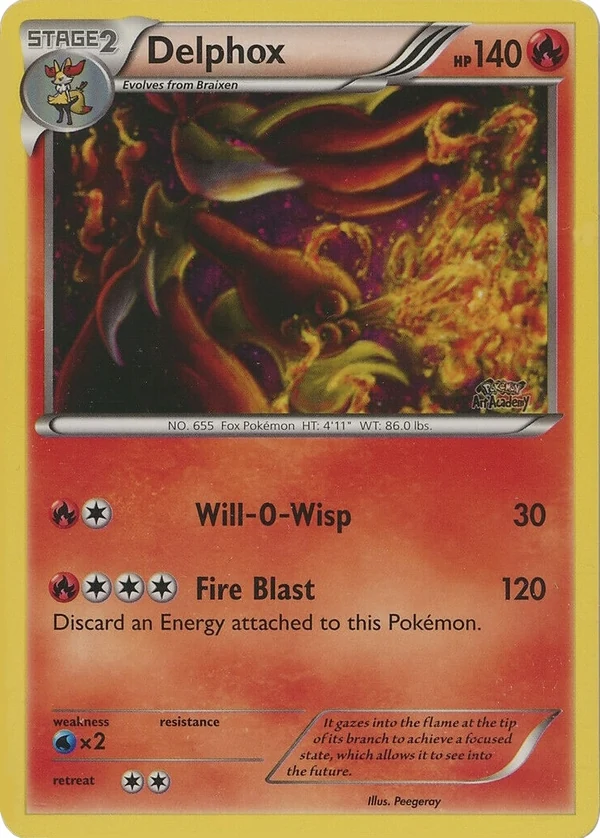 STAGE2
Delphox
HP 140
Evolves from Braixen
Pokémon
Art Academy
NO. 655 Fox Pokémon HT: 4'11" WT: 86.0 lbs.
Will-O-Wisp 30
Fire Blast 120
Discard an Energy attached to this Pokémon.
weakness resistance
×2
It gazes into the flame at the tip
of its branch to achieve a focused
state, which allows it to see into
the future.
retreat
Illus. Peegeray